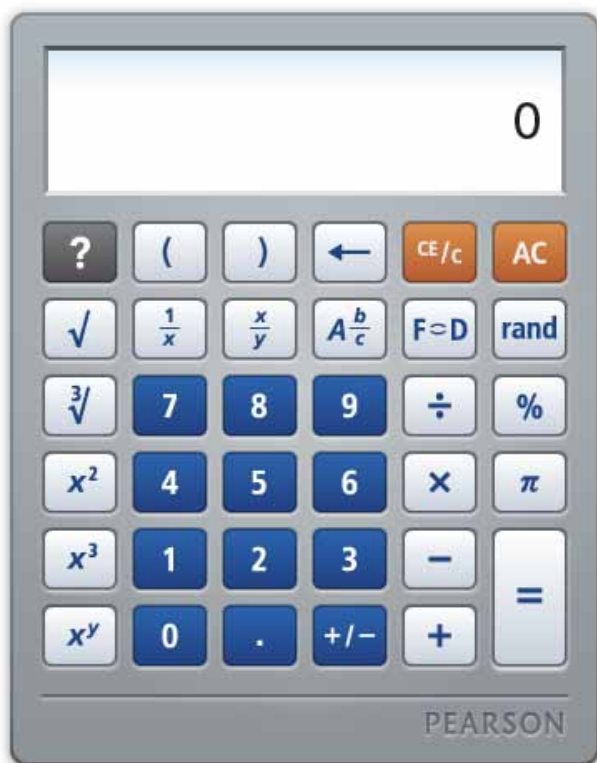 0
? ( ) ← CE/c AC
√ 1/x x/y A b/c F⇔D rand
∛ 7 8 9 ÷ %
x² 4 5 6 × π
x³ 1 2 3 −
xʸ 0 . +/− + =
PEARSON